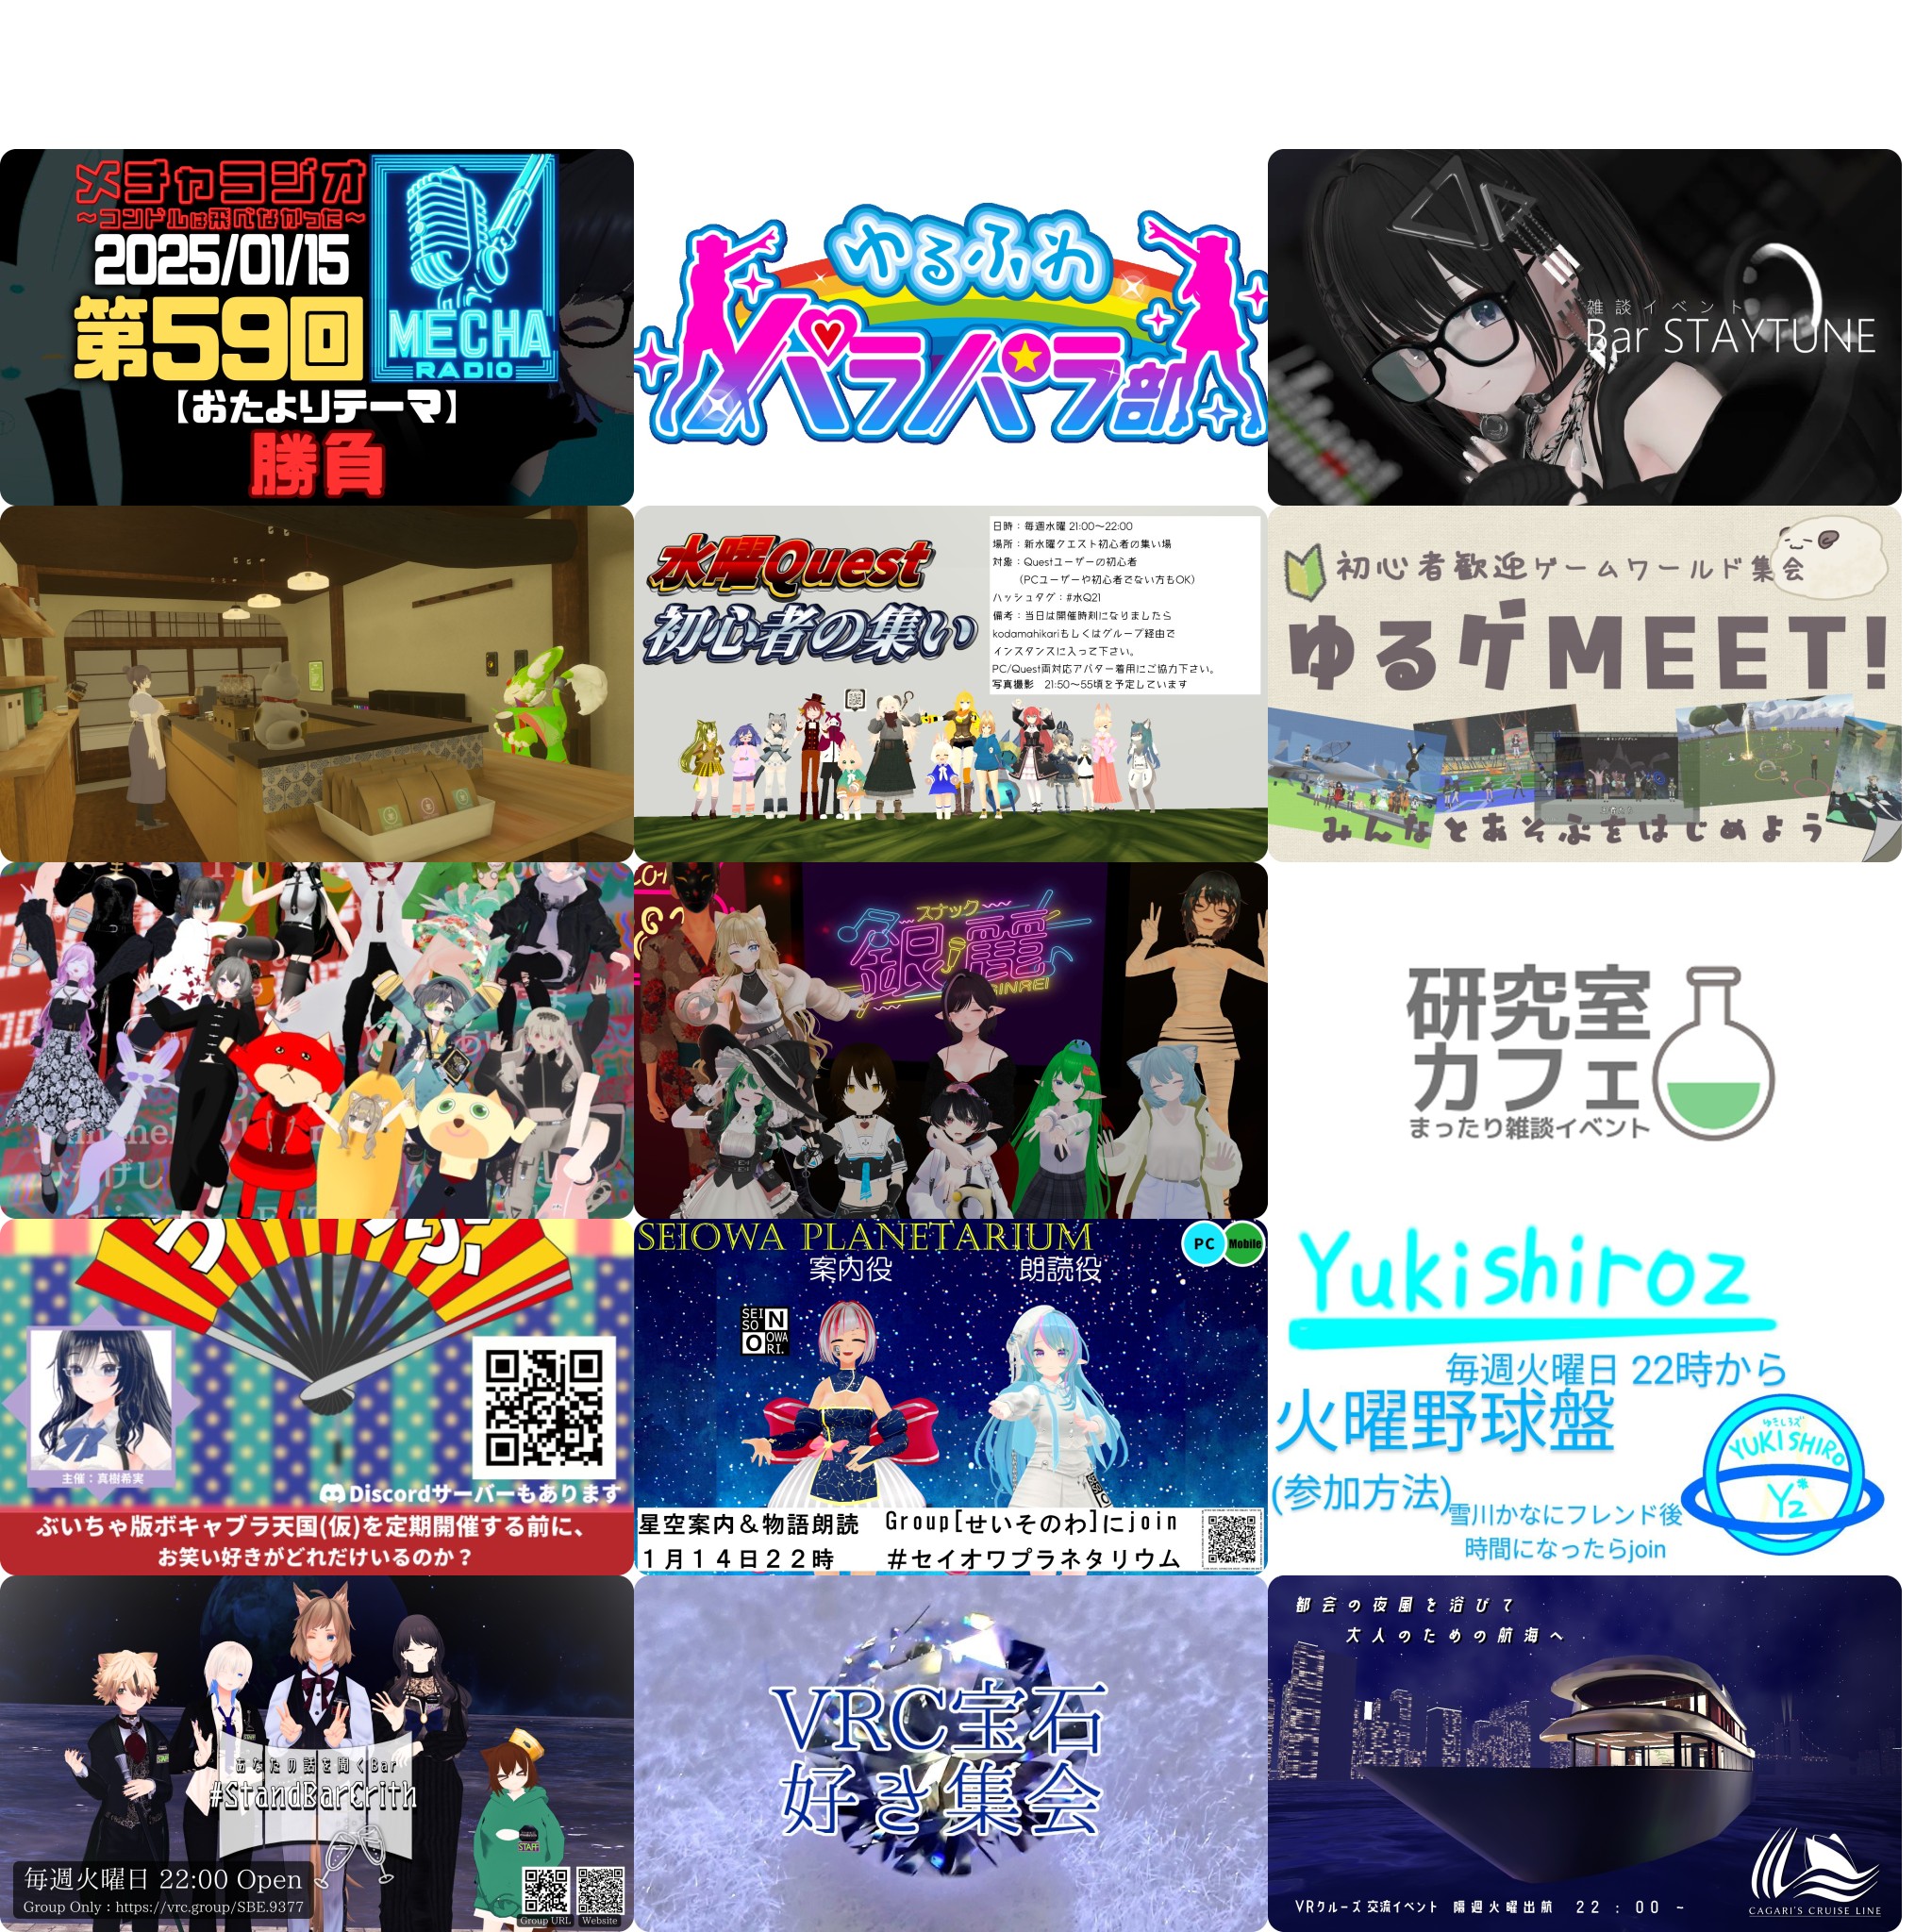 メチャラジオ
~コンドルは飛べなかった~
2025/01/15
第59回
【おたよりテーマ】
勝負
MECHA
RADIO
ゆるふわ
パラパラ部
雑談イベント
Bar STAYTUNE
水曜Quest
初心者の集い
日時:毎週水曜 21:00~22:00
場所:新水曜クエスト初心者の集い場
対象:Questユーザーの初心者
(PCユーザーや初心者でない方もOK)
ハッシュタグ:#水Q21
備考:当日は開催時刻になりましたら
kodamahikariもしくはグループ経由で
インスタンスに入って下さい。
PC/Quest両対応アバター着用にご協力下さい。
写真撮影 21:50~55頃を予定しています
初心者歓迎ゲームワールド集会
ゆるゲMEET!
みんなとあそぶをはじめよう
スナック
銀麗
GINREI
研究室
カフェ
まったり雑談イベント
主催:真樹希実
Discordサーバーもあります
ぶいちゃ版ボキャブラ天国(仮)を定期開催する前に、
お笑い好きがどれだけいるのか?
SEIOWA PLANETARIUM
PC
Mobile
案内役
朗読役
SEI
SO
N
O
OWA
RI.
星空案内&物語朗読 Group[せいそのわ]にjoin
1月14日22時 #セイオワプラネタリウム
Yukishiroz
毎週火曜日 22時から
火曜野球盤
(参加方法)
雪川かなにフレンド後
時間になったらjoin
ゆきしろず
YUKISHIRO
Yz
あなたの話を聞くBar
#StandBarCrith
毎週火曜日 22:00 Open
Group Only : https://vrc.group/SBE.9377
STAFF
Group URL
Website
VRC宝石
好き集会
都会の夜風を浴びて
大人のための航海へ
VRクルーズ交流イベント 隔週火曜出航 22:00 ~
CAGARI'S CRUISE LINE